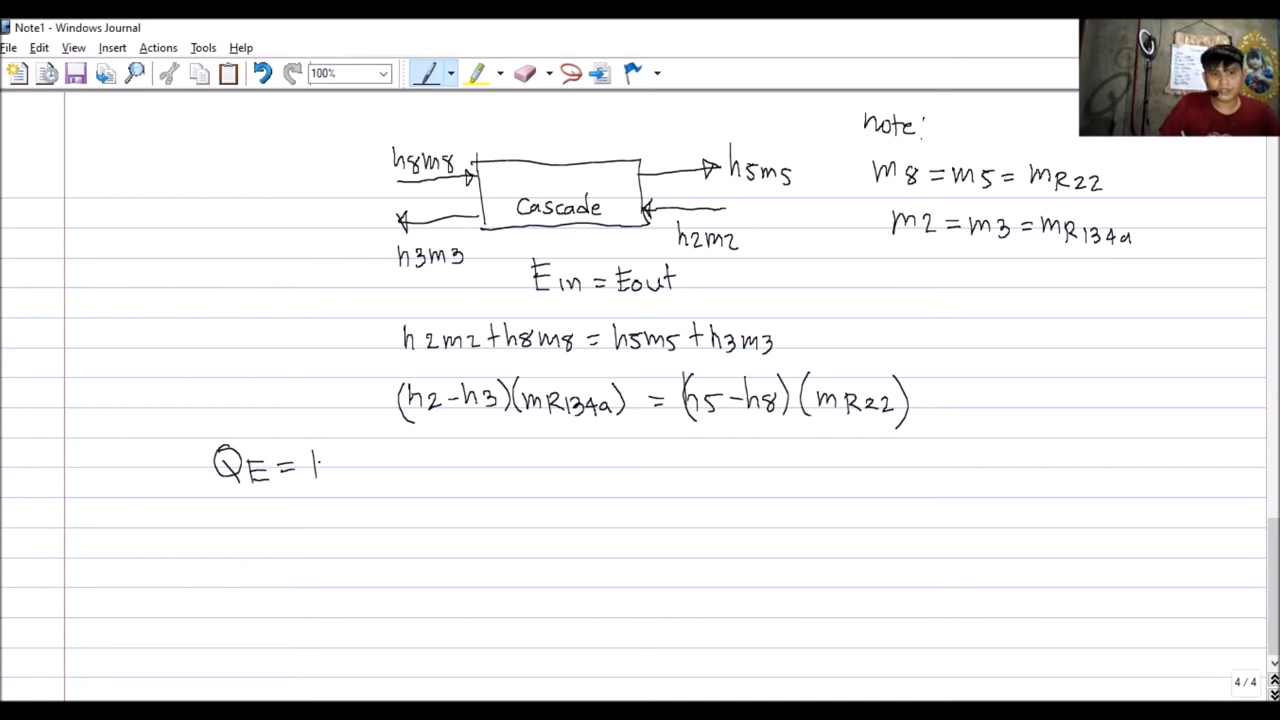 Note1 - Windows Journal
File Edit View Insert Actions Tools Help
100%
note:
h8m8
h5m5
m8 = m5 = mR22
Cascade
m2 = m3 = mR134a
h3m3
h2m2
Ein = Eout
h2m2 + h8m8 = h5m5 + h3m3
(h2 - h3)(mR134a) = (h5 - h8)(mR22)
QE = 1
4 / 4